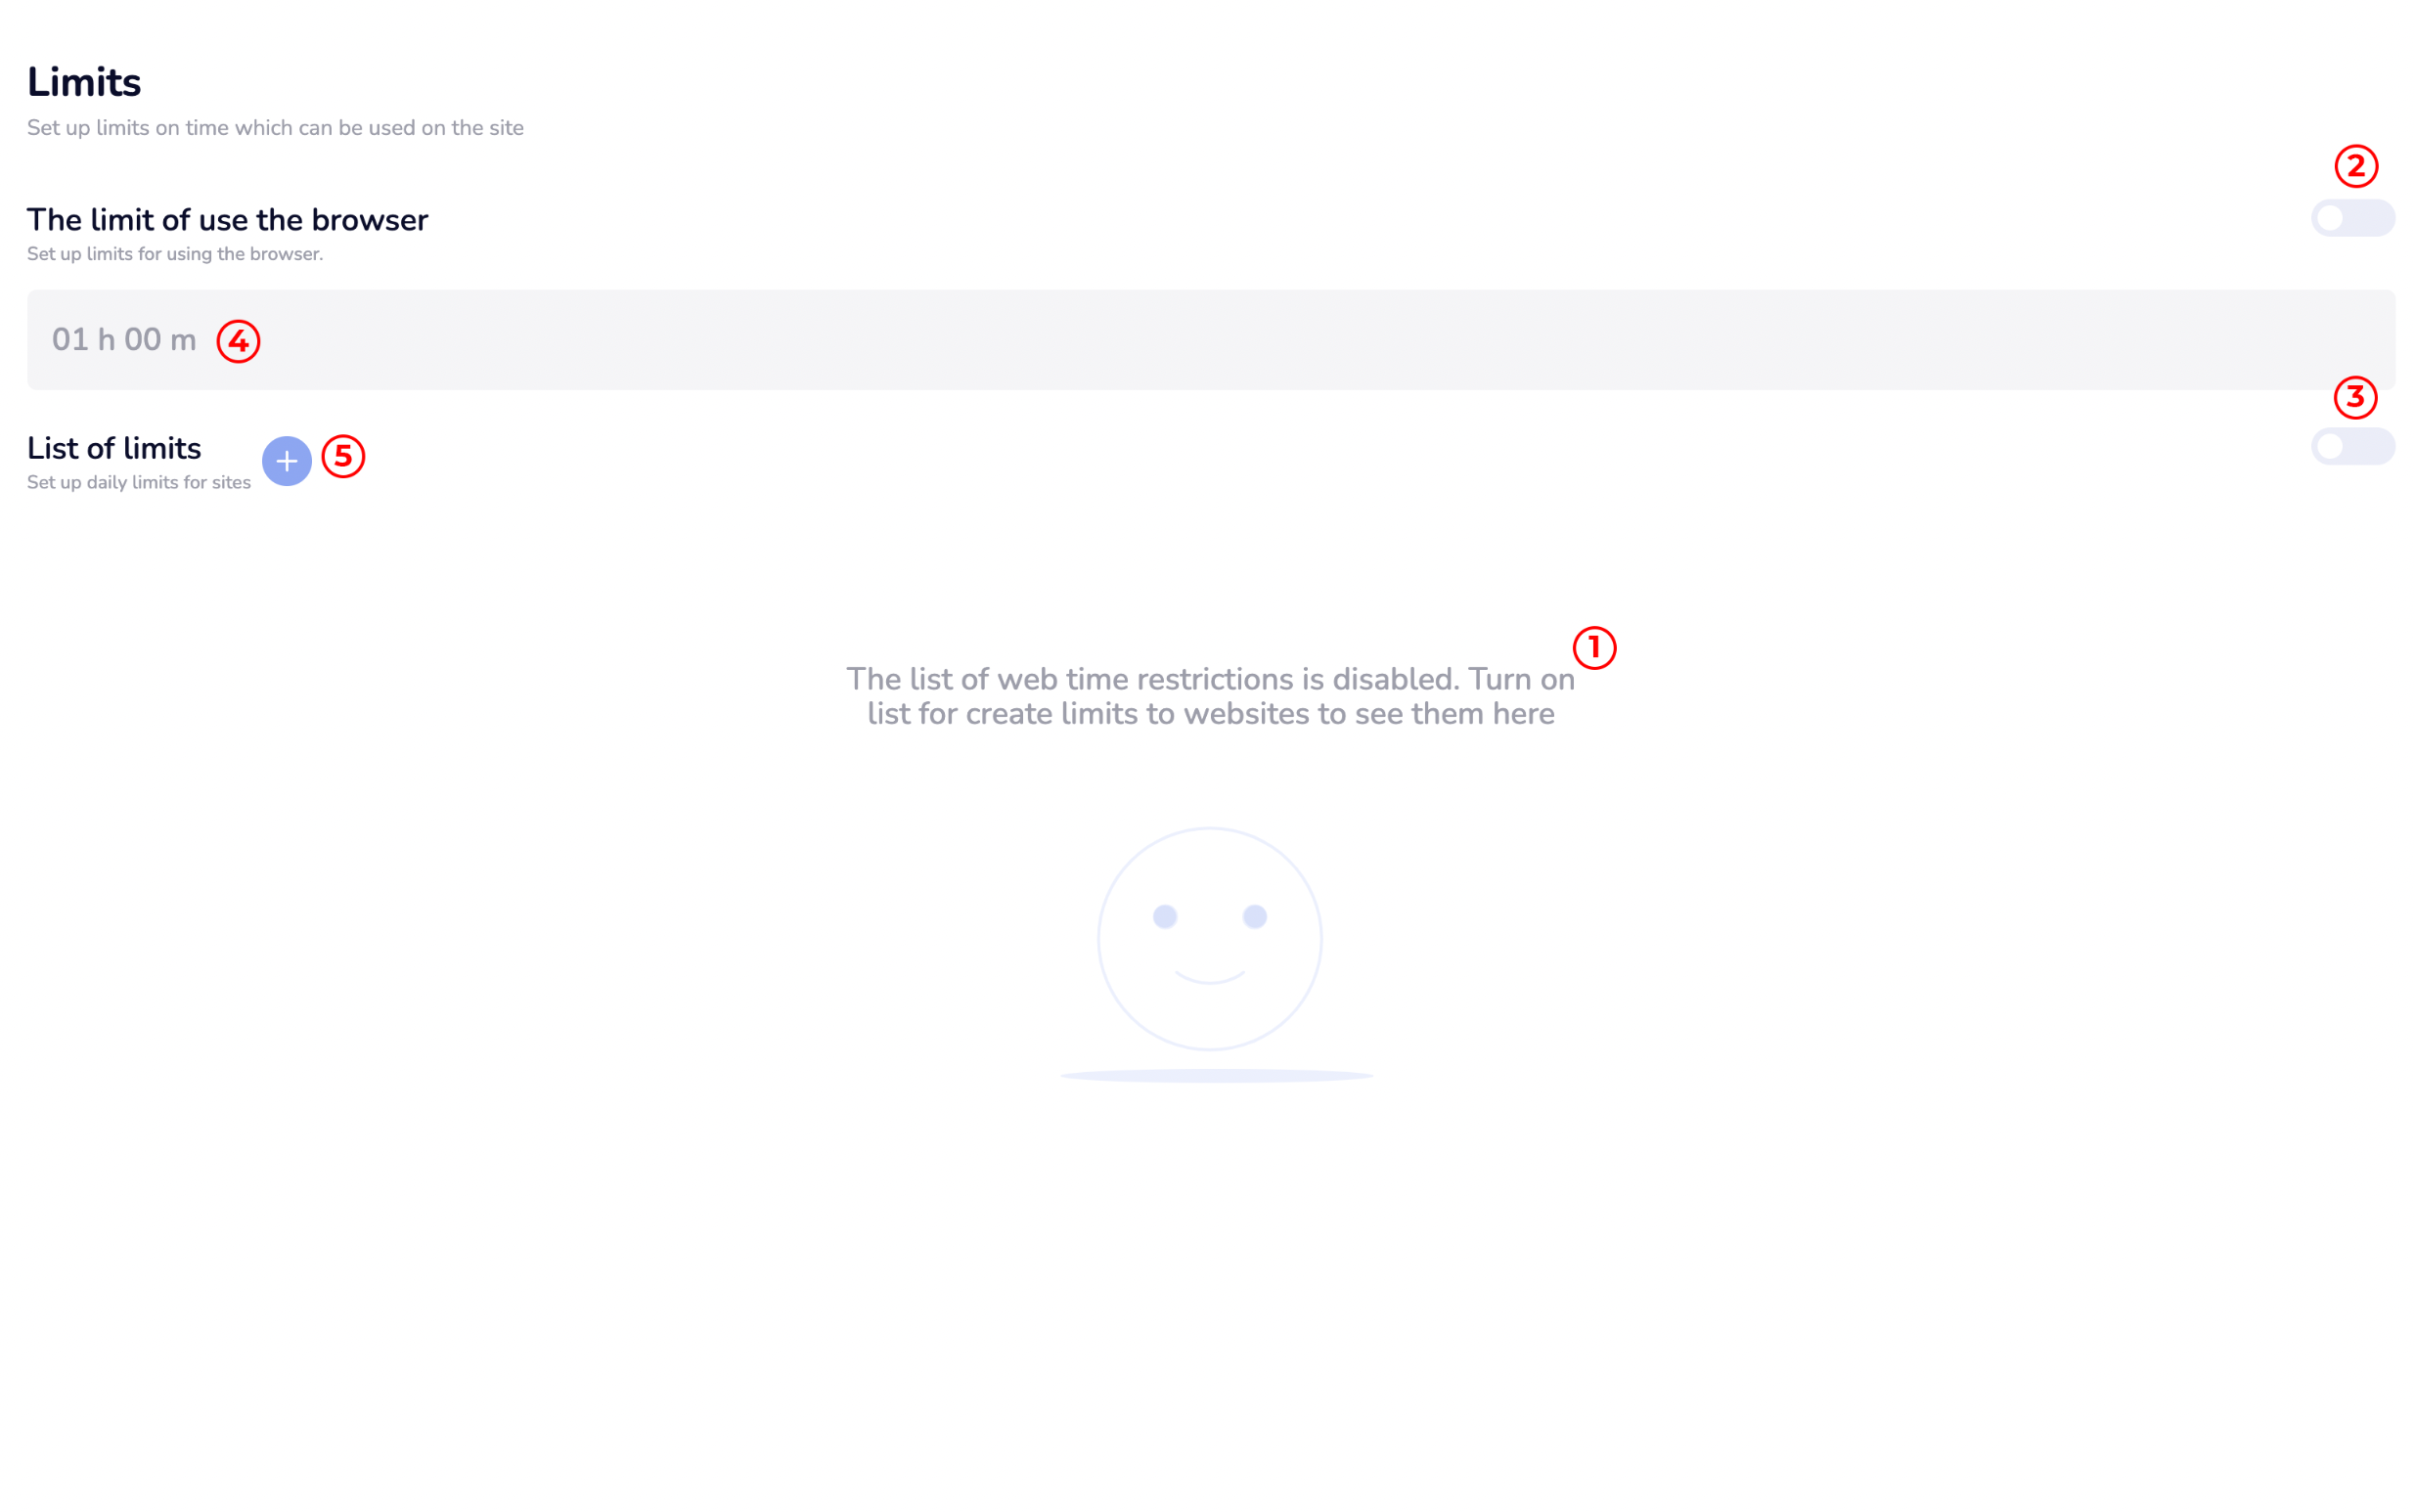 Limits
Set up limits on time which can be used on the site
2
The limit of use the browser
Set up limits for using the browser.
01 h 00 m 4
3
List of limits
+ 5
Set up daily limits for sites
1
The list of web time restrictions is disabled. Turn on
list for create limits to websites to see them here